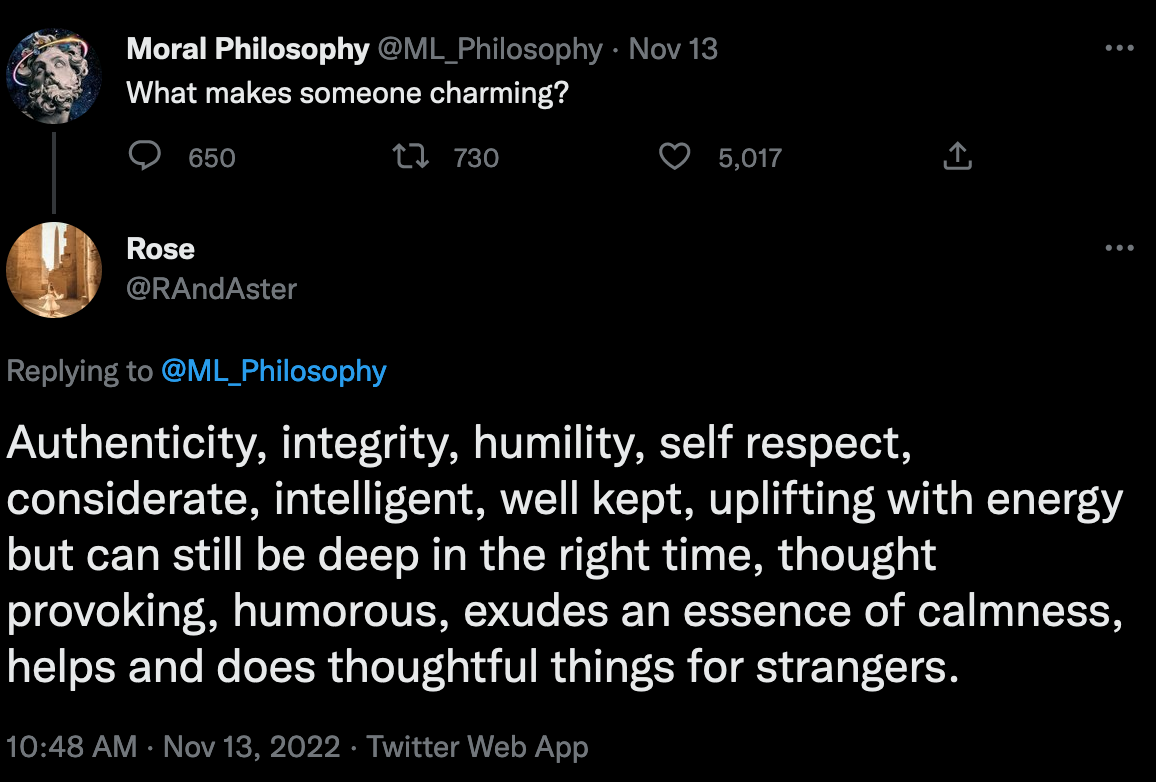 Moral Philosophy @ML_Philosophy · Nov 13
What makes someone charming?
650 730 5,017
Rose
@RAndAster
Replying to @ML_Philosophy
Authenticity, integrity, humility, self respect,
considerate, intelligent, well kept, uplifting with energy
but can still be deep in the right time, thought
provoking, humorous, exudes an essence of calmness,
helps and does thoughtful things for strangers.
10:48 AM · Nov 13, 2022 · Twitter Web App